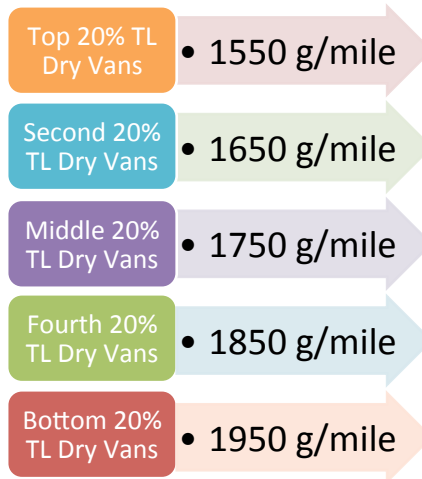 Top 20% TL
Dry Vans
• 1550 g/mile
Second 20%
TL Dry Vans
• 1650 g/mile
Middle 20%
TL Dry Vans
• 1750 g/mile
Fourth 20%
TL Dry Vans
• 1850 g/mile
Bottom 20%
TL Dry Vans
• 1950 g/mile